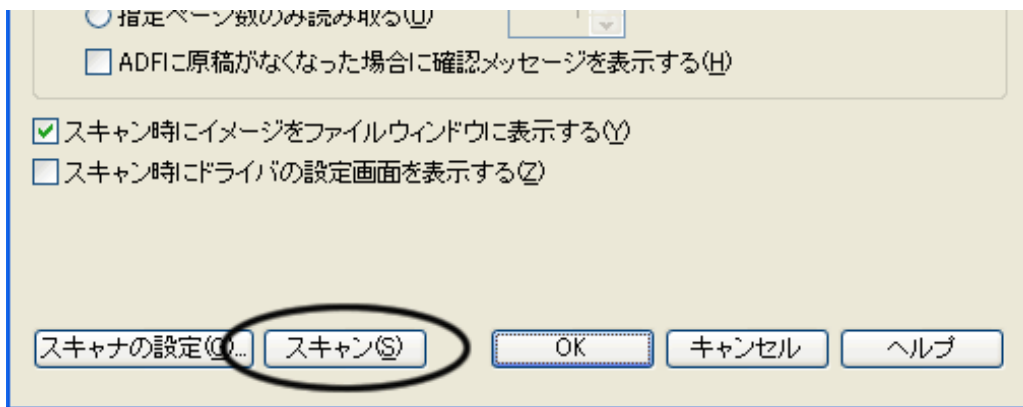 指定ページ数のみ読み取る(U)
ADFに原稿がなくなった場合に確認メッセージを表示する(H)
スキャン時にイメージをファイルウィンドウに表示する(Y)
スキャン時にドライバの設定画面を表示する(Z)
スキャナの設定(C)... スキャン(S) OK キャンセル ヘルプ